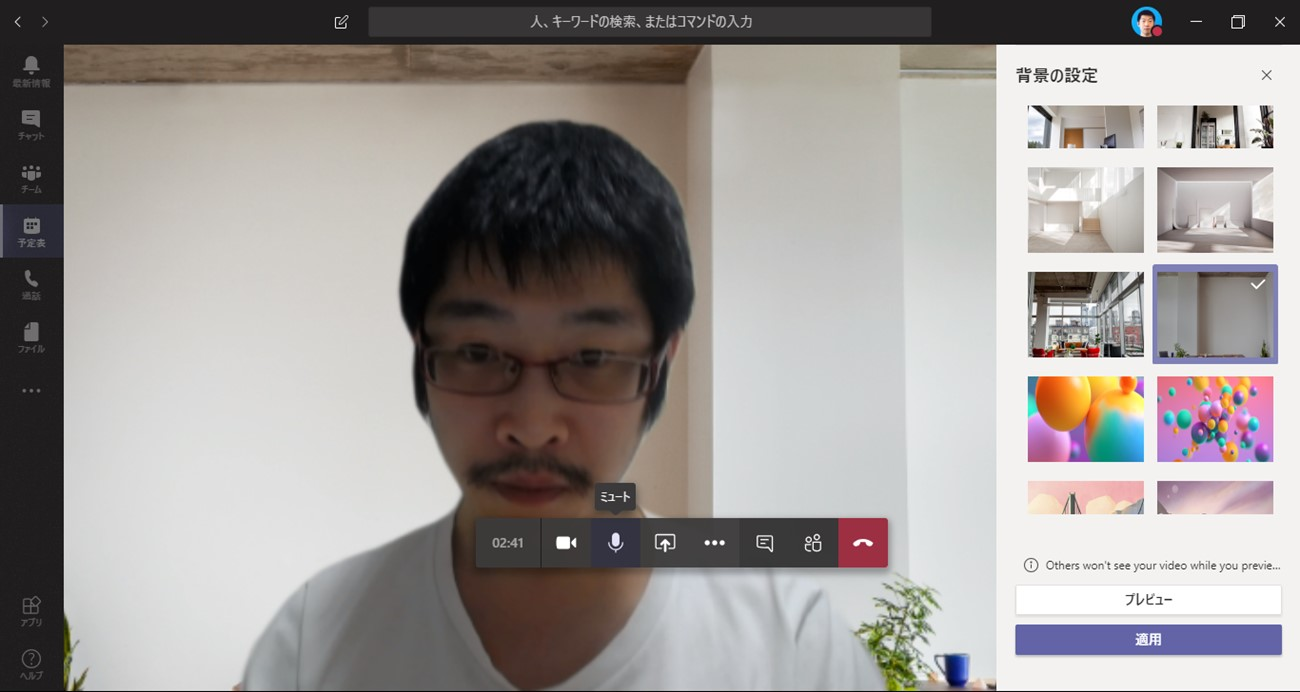 人、キーワードの検索、またはコマンドの入力
最新情報
チャット
チーム
予定表
通話
ファイル
アプリ
ヘルプ
ミュート
02:41
背景の設定
Others won't see your video while you previe...
プレビュー
適用